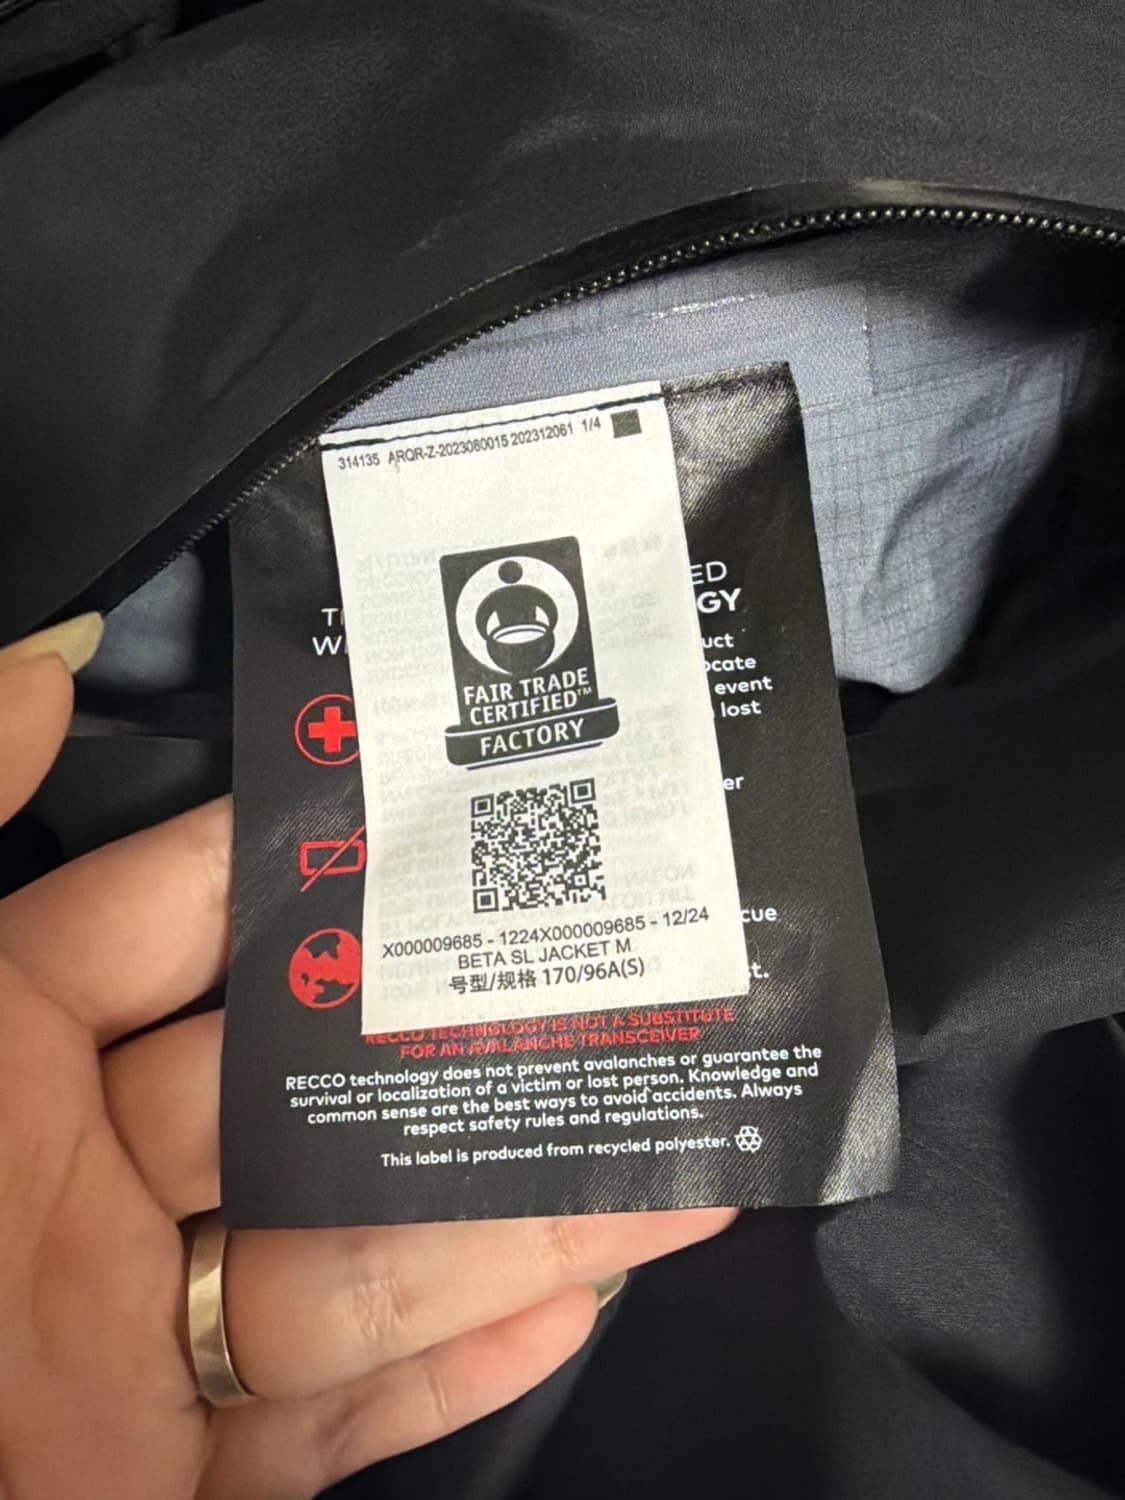 314135 ARQR-Z-2023080015 202312061 1/4
FAIR TRADE
CERTIFIED™
FACTORY
X000009685 - 1224X000009685 - 12/24
BETA SL JACKET M
号型/规格 170/96A(S)
ED
GY
uct
ocate
event
lost
er
cue
t.
RECCO TECHNOLOGY IS NOT A SUBSTITUTE
FOR AN AVALANCHE TRANSCEIVER
RECCO technology does not prevent avalanches or guarantee the
survival or localization of a victim or lost person. Knowledge and
common sense are the best ways to avoid accidents. Always
respect safety rules and regulations.
This label is produced from recycled polyester.